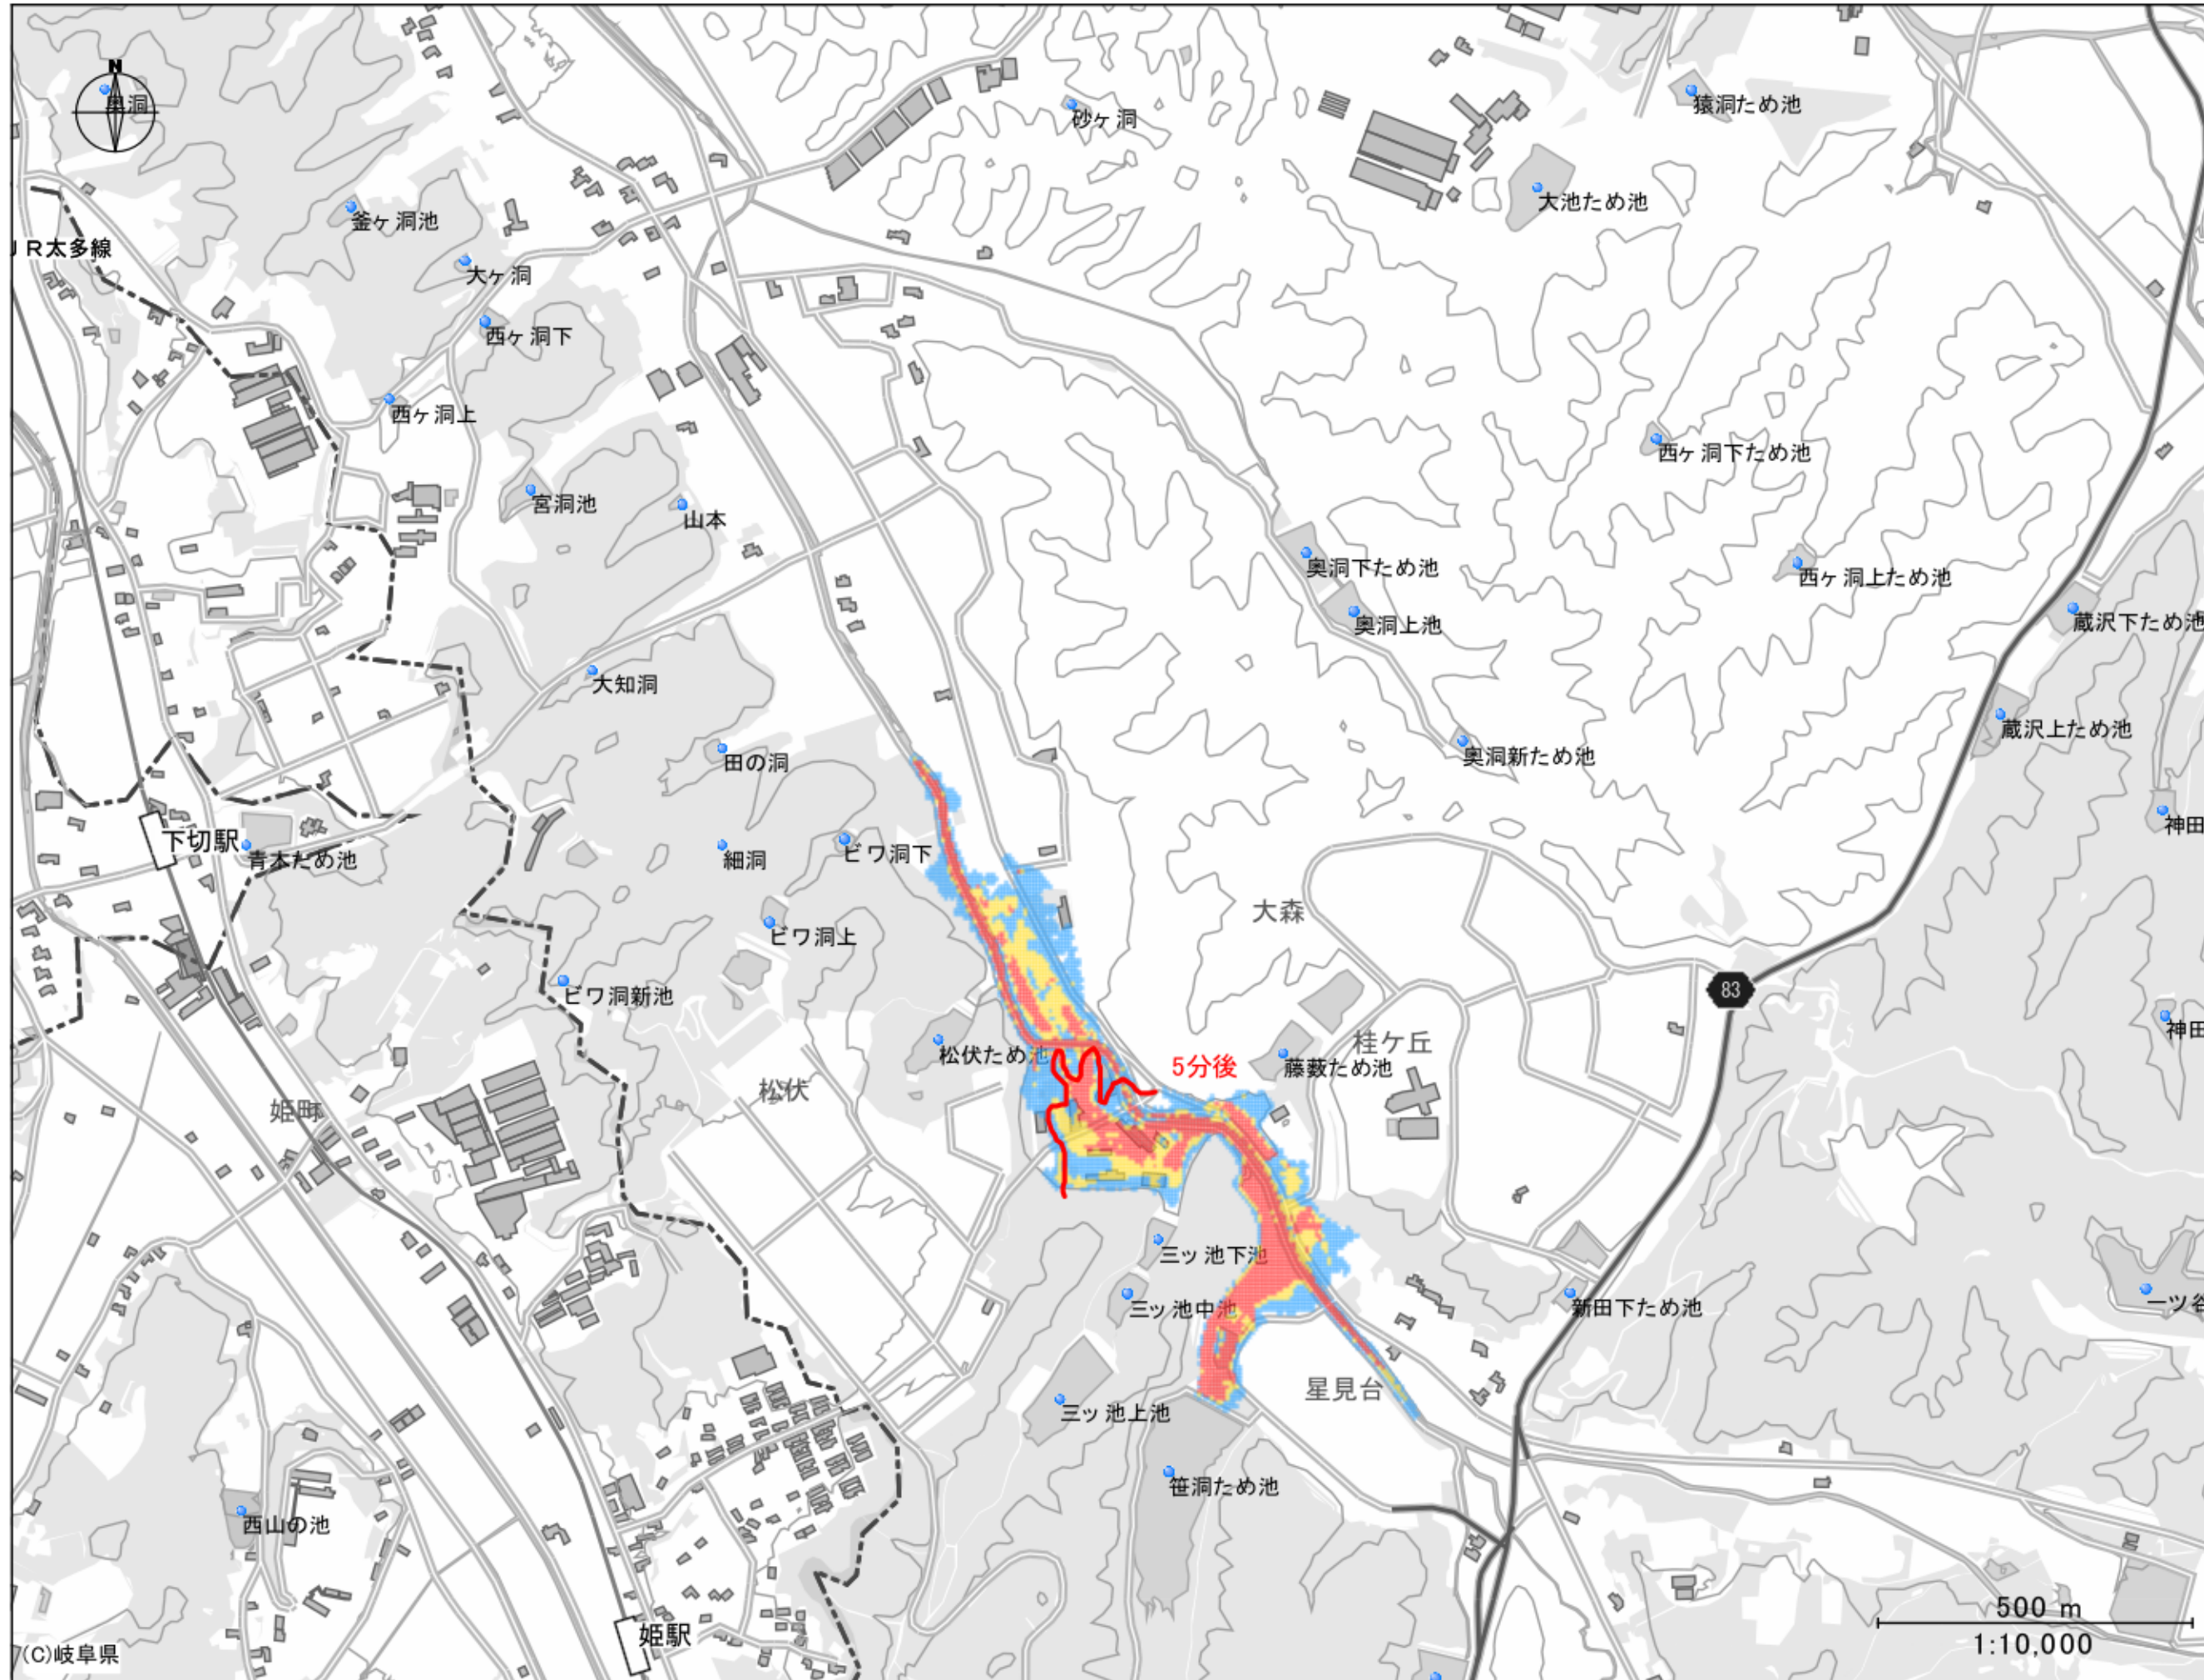 N
奥洞
砂ヶ洞
猿洞ため池
大池ため池
釜ヶ洞池
JR太多線
大ヶ洞
西ヶ洞下
西ヶ洞上
西ヶ洞下ため池
宮洞池
山本
奥洞下ため池
西ヶ洞上ため池
奥洞上池
蔵沢下ため池
大知洞
蔵沢上ため池
田の洞
奥洞新ため池
神田
下切駅
青木ため池
細洞
ビワ洞下
大森
ビワ洞上
ビワ洞新池
83
神田
松伏ため池
桂ケ丘
5分後
藤薮ため池
松伏
姫町
三ッ池下池
三ッ池中池
新田下ため池
一ツ谷
星見台
三ッ池上池
笹洞ため池
西山の池
500 m
姫駅
1:10,000
(C)岐阜県